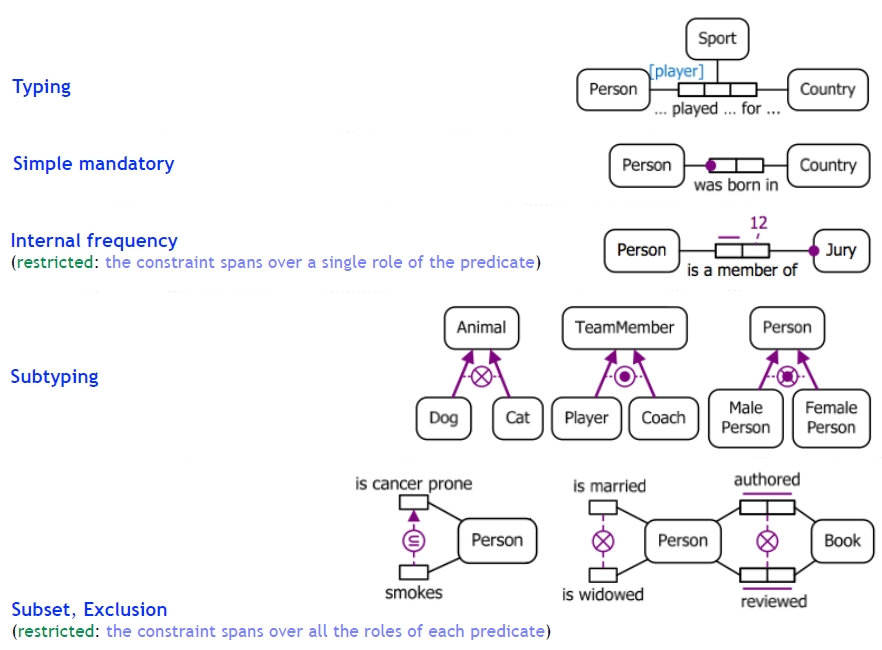 Sport
Typing
[player]
Person
Country
... played ... for ...
Simple mandatory
Person
Country
was born in
12
Internal frequency
(restricted: the constraint spans over a single role of the predicate)
Person
Jury
is a member of
Animal
TeamMember
Person
Subtyping
Dog
Cat
Player
Coach
Male
Person
Female
Person
is cancer prone
is married
authored
⊆
Person
Person
Book
smokes
is widowed
reviewed
Subset, Exclusion
(restricted: the constraint spans over all the roles of each predicate)